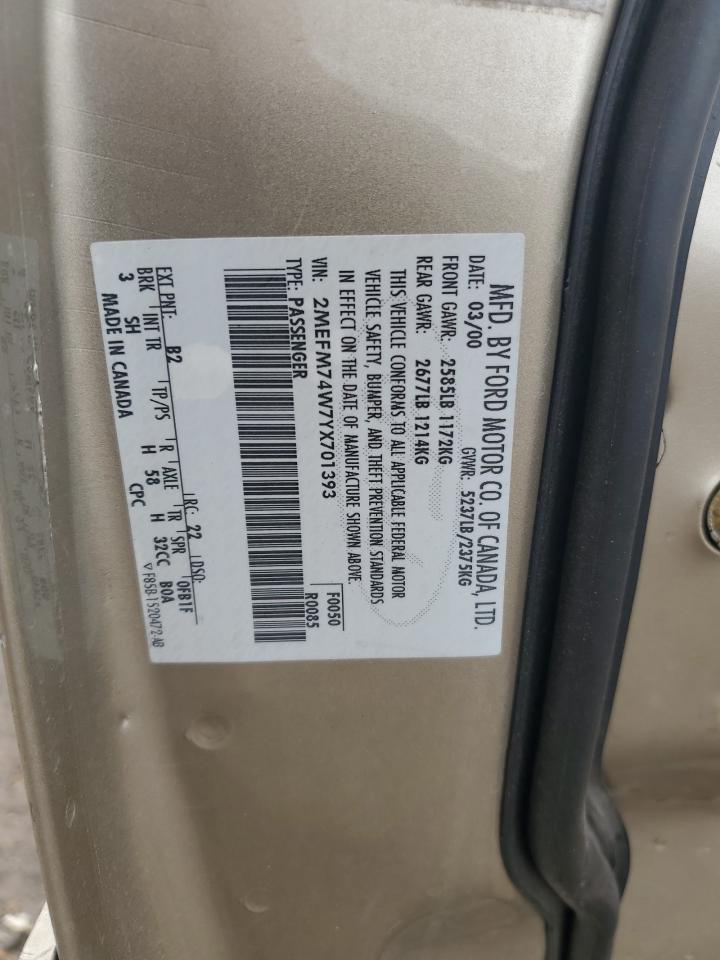 MFD. BY FORD MOTOR CO. OF CANADA, LTD.
DATE: 03/00 GVWR: 5237LB/2375KG
FRONT GAWR: 2585LB 1172KG
REAR GAWR: 2677LB 1214KG
THIS VEHICLE CONFORMS TO ALL APPLICABLE FEDERAL MOTOR
VEHICLE SAFETY, BUMPER, AND THEFT PREVENTION STANDARDS
IN EFFECT ON THE DATE OF MANUFACTURE SHOWN ABOVE.
VIN: 2MEFM74W7YX701393 F0050
TYPE: PASSENGER R0085
EXT PNT: B2 RC: 22 DSO: 0FB1F
BRK INT TR TP/PS R AXLE TR SPR
3 SH H 58 H 32CC B0A
MADE IN CANADA CPC ▽ F85B-1520472-AB